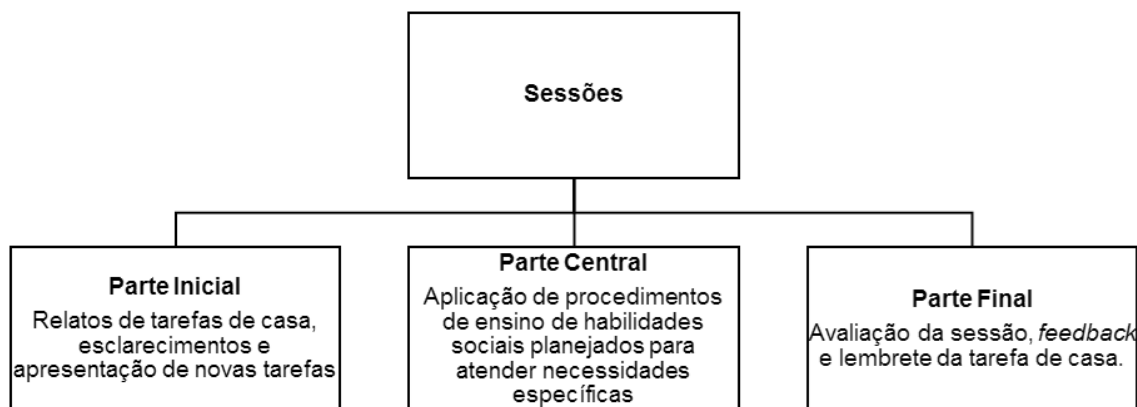 Sessões
Parte Inicial
Relatos de tarefas de casa,
esclarecimentos e
apresentação de novas tarefas
Parte Central
Aplicação de procedimentos
de ensino de habilidades
sociais planejados para
atender necessidades
específicas
Parte Final
Avaliação da sessão, feedback
e lembrete da tarefa de casa.